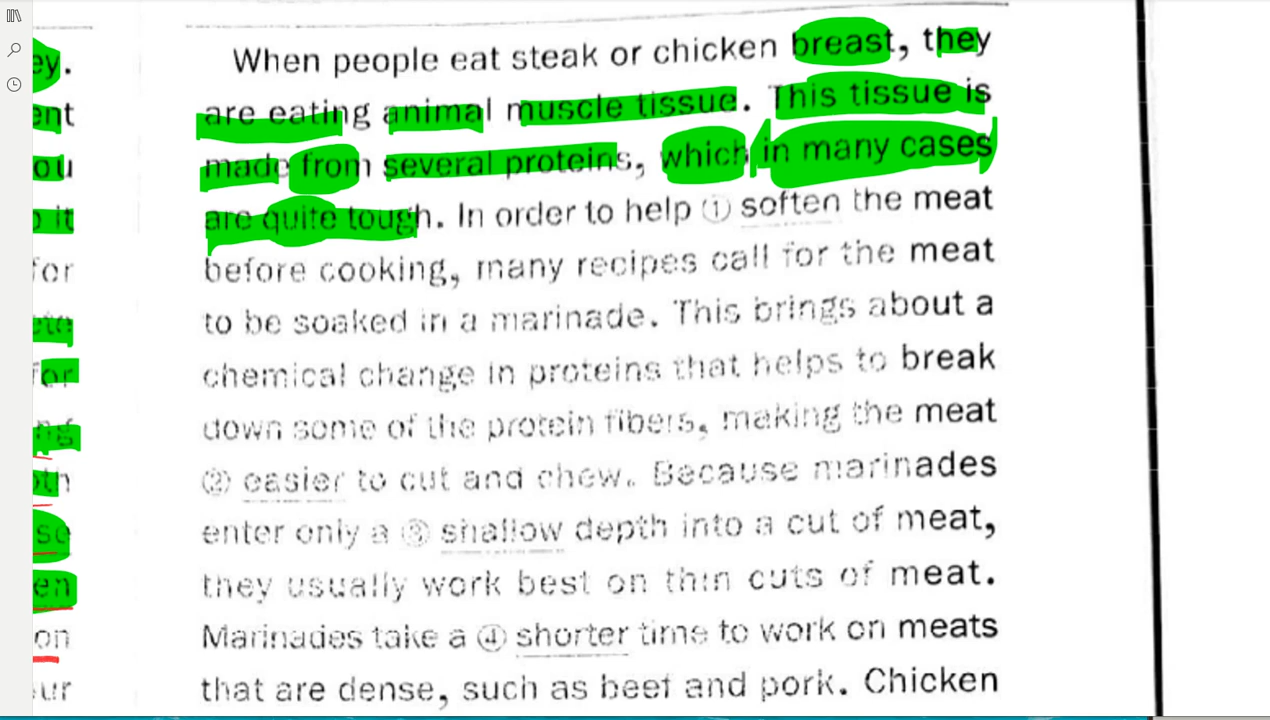 When people eat steak or chicken breast, they
are eating animal muscle tissue. This tissue is
made from several proteins, which in many cases
are quite tough. In order to help ① soften the meat
before cooking, many recipes call for the meat
to be soaked in a marinade. This brings about a
chemical change in proteins that helps to break
down some of the protein fibers, making the meat
② easier to cut and chew. Because marinades
enter only a ③ shallow depth into a cut of meat,
they usually work best on thin cuts of meat.
Marinades take a ④ shorter time to work on meats
that are dense, such as beef and pork. Chicken